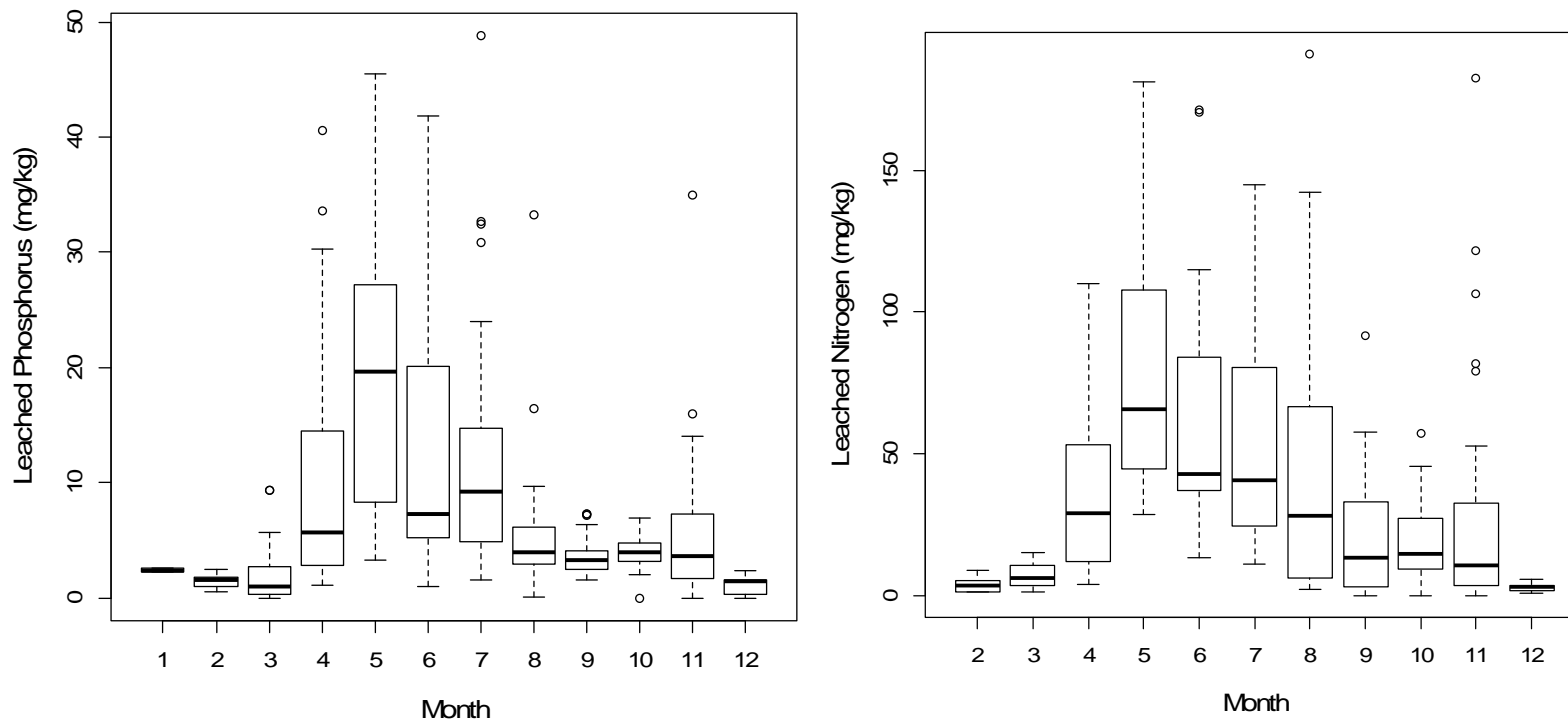 Leached Phosphorus (mg/kg)
50
40
30
20
10
0
1 2 3 4 5 6 7 8 9 10 11 12
Month
Leached Nitrogen (mg/kg)
150
100
50
0
2 3 4 5 6 7 8 9 10 11 12
Month